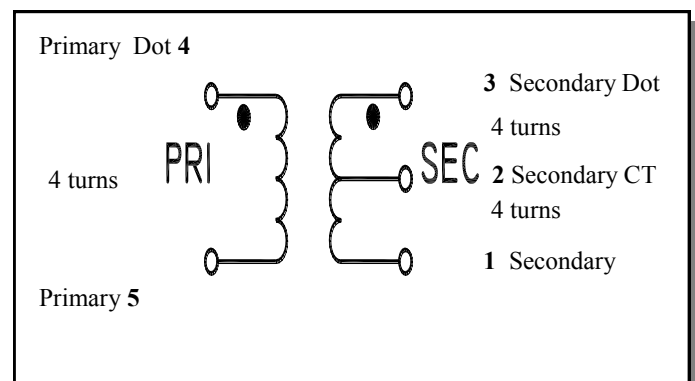 Primary Dot 4
3 Secondary Dot
4 turns
PRI
SEC
4 turns
2 Secondary CT
4 turns
1 Secondary
Primary 5